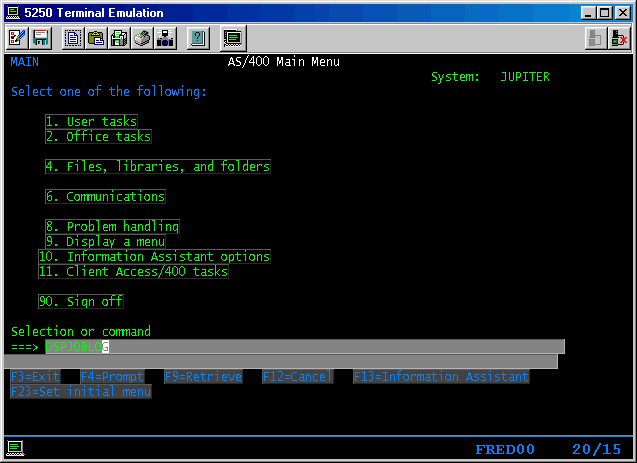 5250 Terminal Emulation
MAIN AS/400 Main Menu
System: JUPITER
Select one of the following:
1. User tasks
2. Office tasks
4. Files, libraries, and folders
6. Communications
8. Problem handling
9. Display a menu
10. Information Assistant options
11. Client Access/400 tasks
90. Sign off
Selection or command
===> DSPJOBLOG
F3=Exit F4=Prompt F9=Retrieve F12=Cancel F13=Information Assistant
F23=Set initial menu
FRED00 20/15